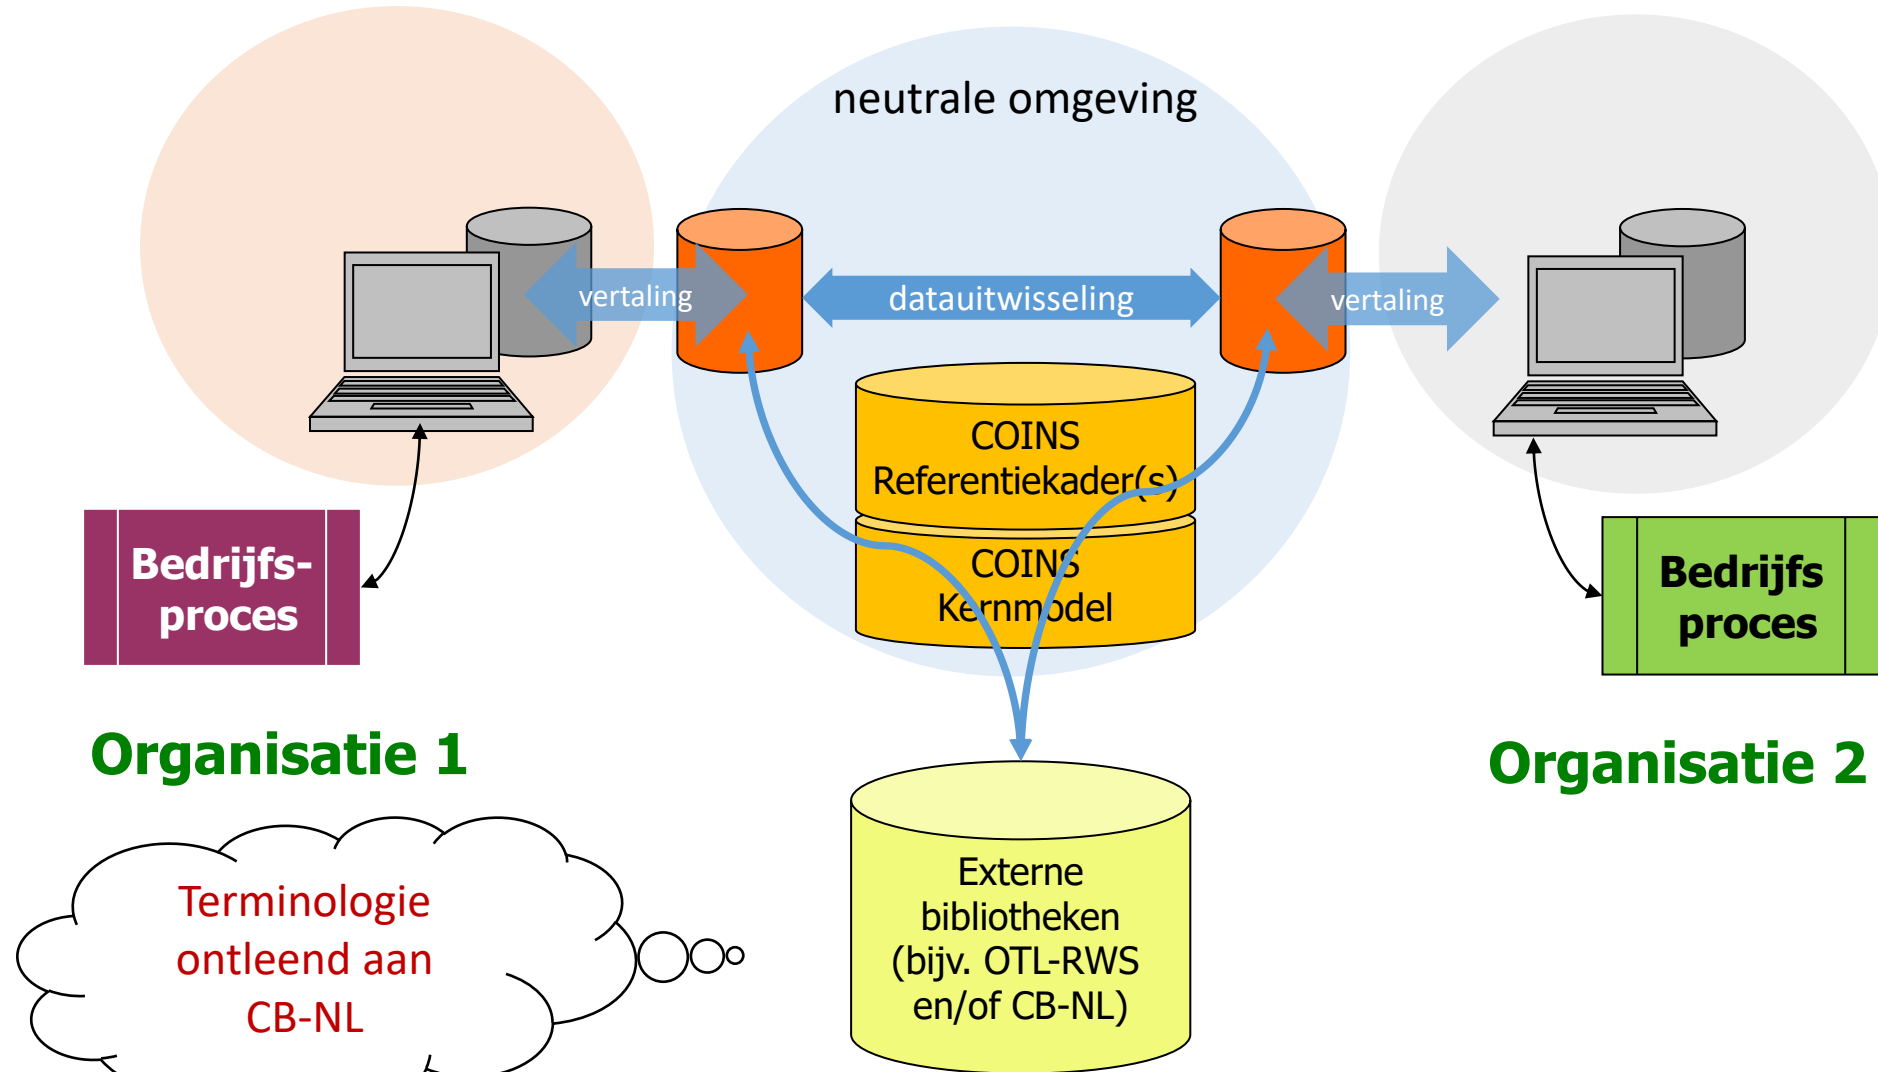 neutrale omgeving
vertaling
datauitwisseling
vertaling
COINS
Referentiekader(s)
COINS
Kernmodel
Bedrijfs-
proces
Bedrijfs
proces
Organisatie 1
Organisatie 2
Terminologie
ontleend aan
CB-NL
Externe
bibliotheken
(bijv. OTL-RWS
en/of CB-NL)